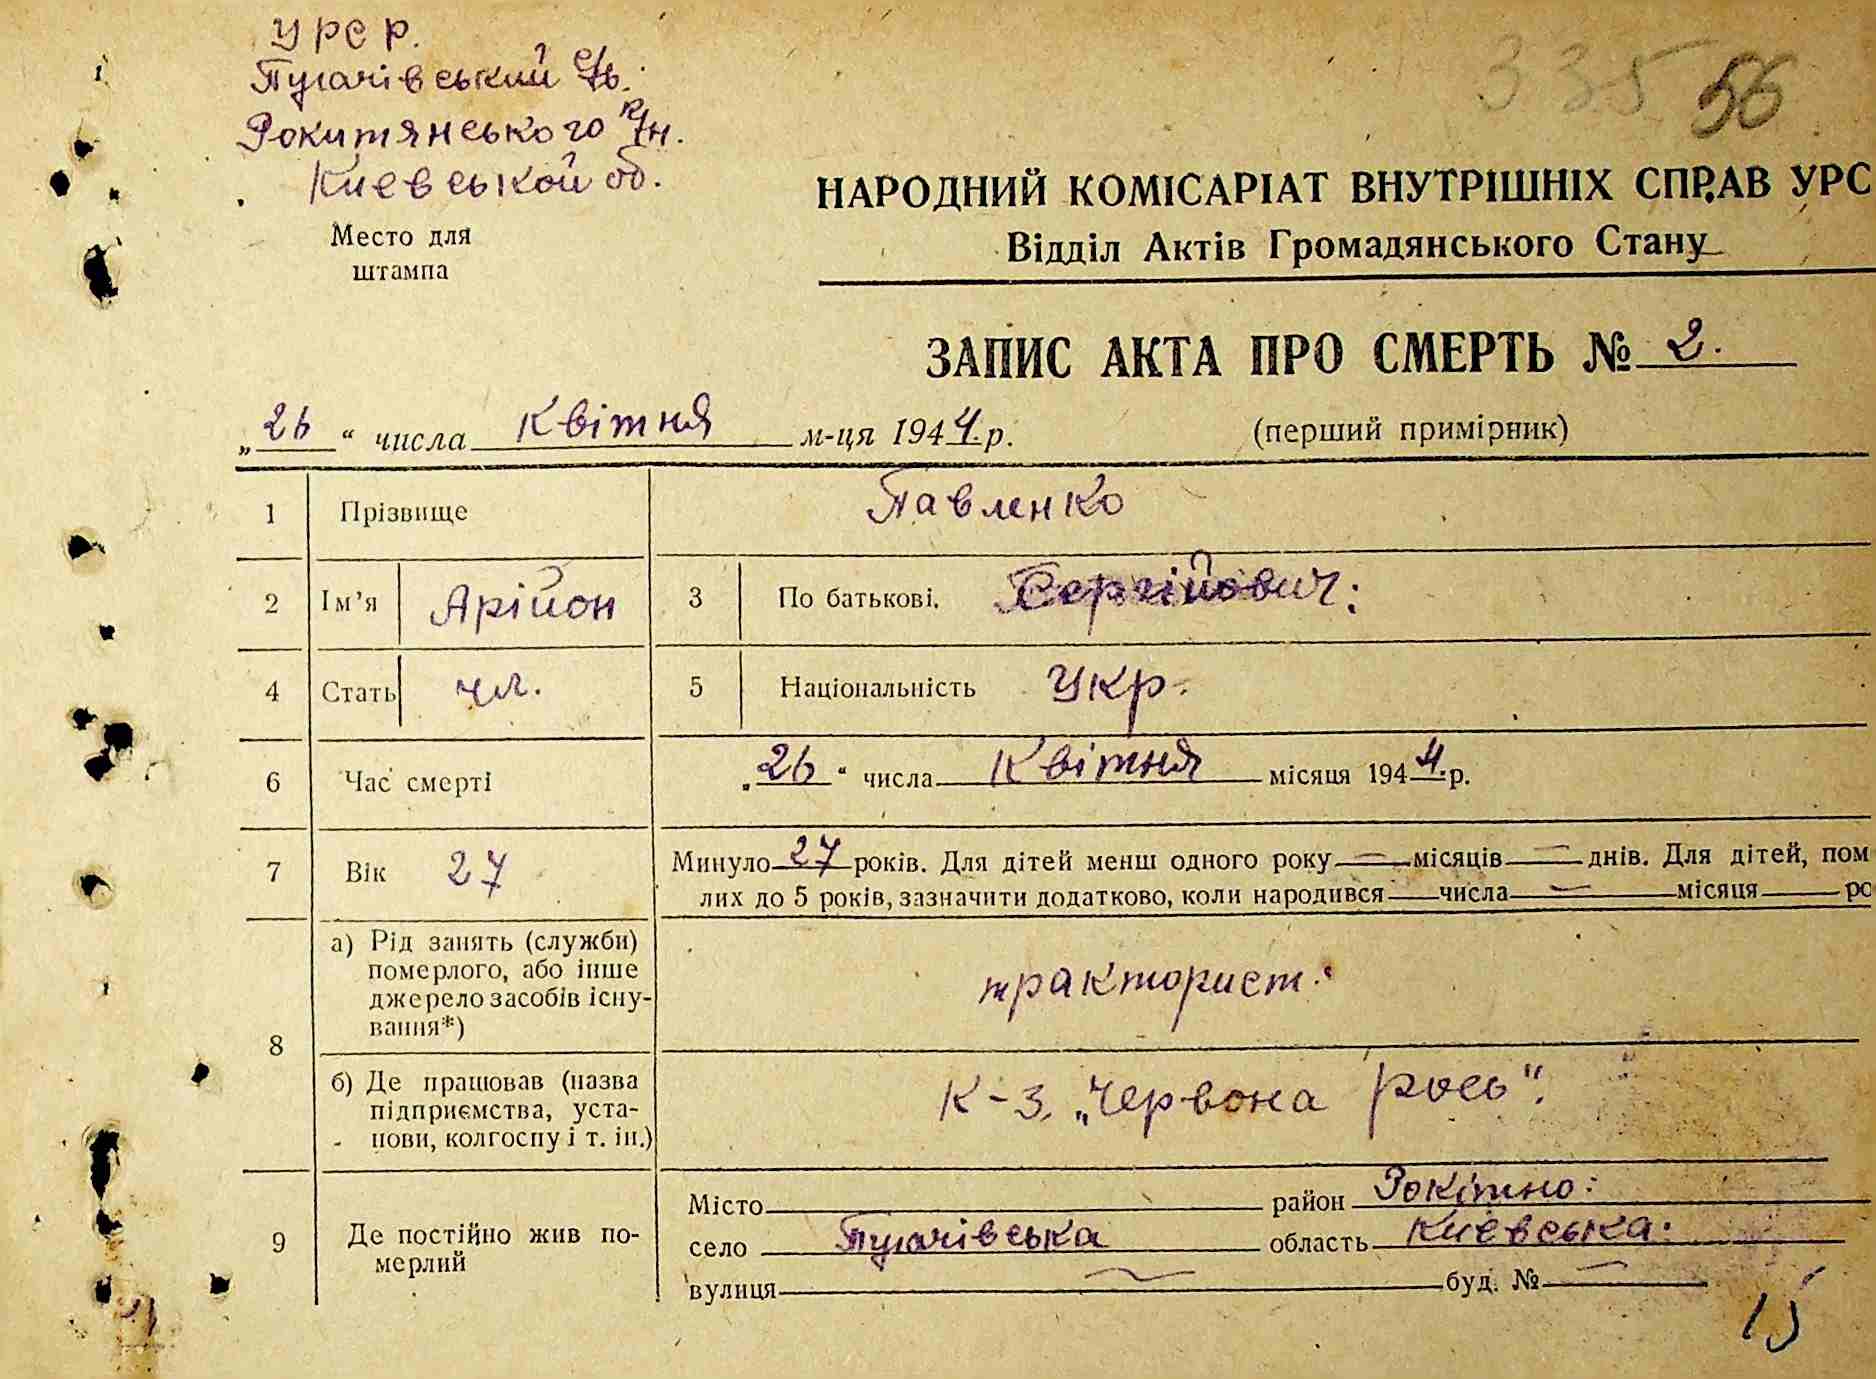 УРСР.
Пугачівський с/р.
Рокитянського р/н.
Киевськой об.
Место для
штампа
335 56
НАРОДНИЙ КОМІСАРІАТ ВНУТРІШНІХ СПРАВ УРС
Відділ Актів Громадянського Стану
ЗАПИС АКТА ПРО СМЕРТЬ № 2.
„26“ числа Квітня м-ця 1944 р.
(перший примірник)
1 Прізвище Павленко
2 Ім’я Арійон 3 По батькові. Сергійович:
4 Стать чл. 5 Національність Укр.
6 Час смерті „26“ числа Квітня місяця 1944 р.
7 Вік 27 Минуло 27 років. Для дітей менш одного року — місяців — днів. Для дітей, пом
лих до 5 років, зазначити додатково, коли народився — числа — місяця ро
8 а) Рід занять (служби)
померлого, або інше
джерело засобів існу-
вання*)
тракторист.
б) Де працював (назва
підприємства, уста-
нови, колгоспу і т. ін.)
К-з. „Червона Рось“.
9 Де постійно жив по-
мерлий
Місто район Рокітно:
село Пугачівська область Киевська:
вулиця — буд. № —
15